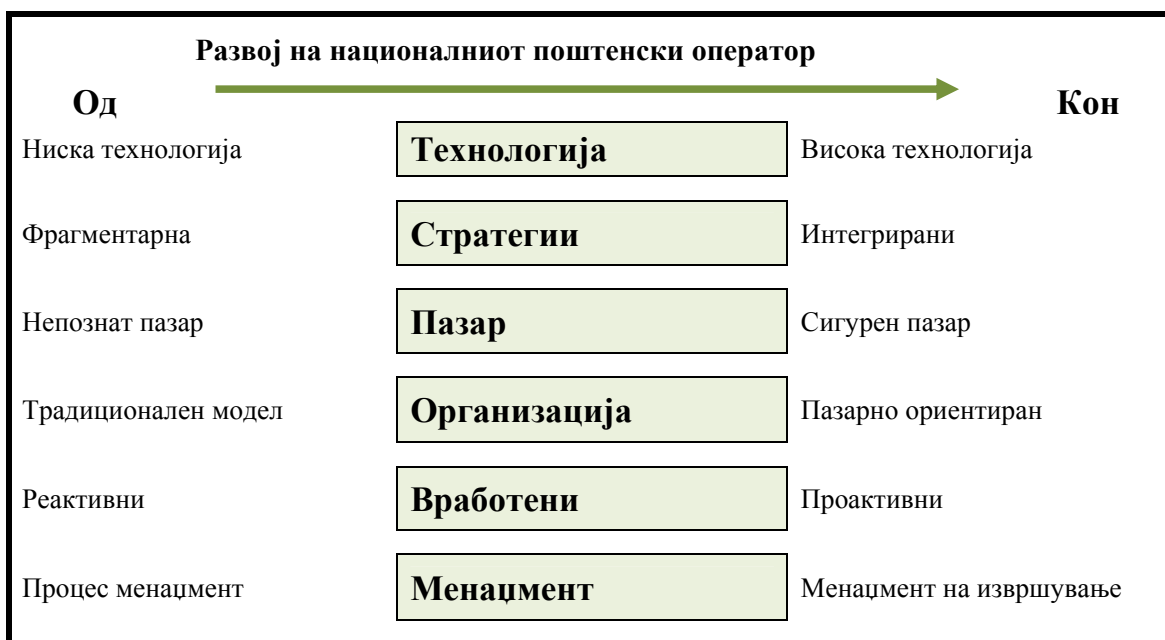 Развој на националниот поштенски оператор
Од
Кон
Ниска технологија
Технологија
Висока технологија
Фрагментарна
Стратегии
Интегрирани
Непознат пазар
Пазар
Сигурен пазар
Традиционален модел
Организација
Пазарно ориентиран
Реактивни
Вработени
Проактивни
Процес менаџмент
Менаџмент
Менаџмент на извршување